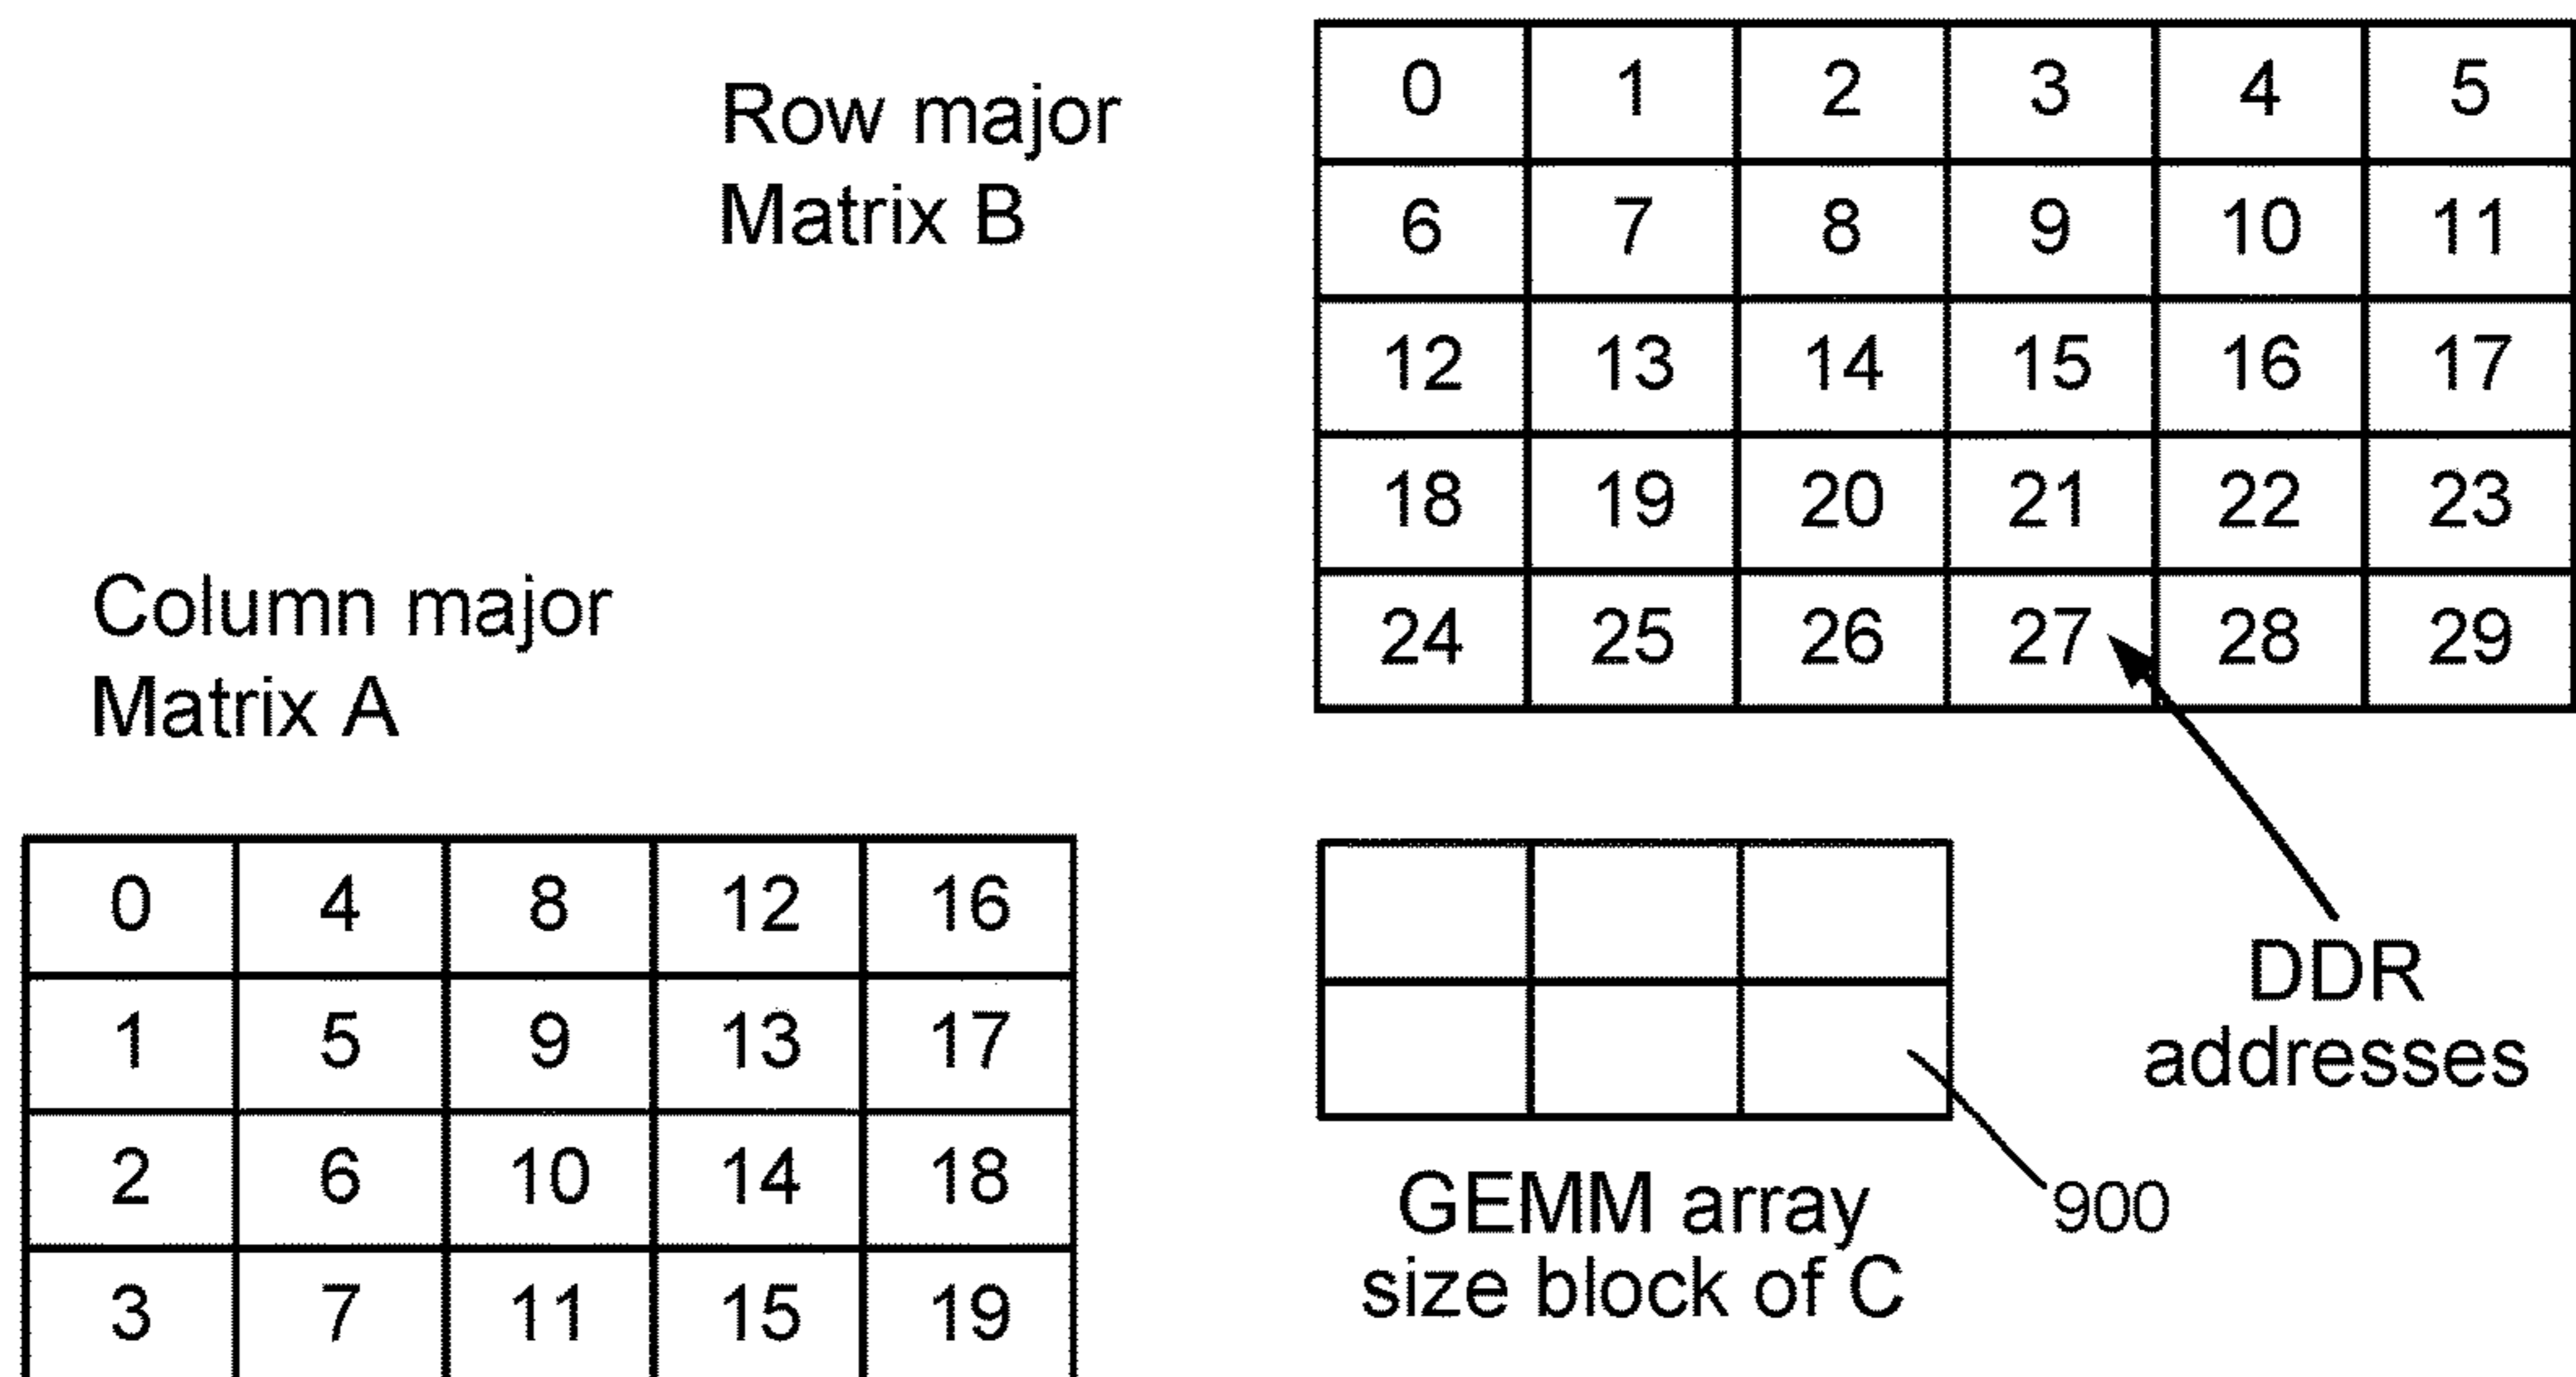 Row major
Matrix B
0 1 2 3 4 5
6 7 8 9 10 11
12 13 14 15 16 17
18 19 20 21 22 23
24 25 26 27 28 29
Column major
Matrix A
0 4 8 12 16
1 5 9 13 17
2 6 10 14 18
3 7 11 15 19
DDR
addresses
900
GEMM array
size block of C